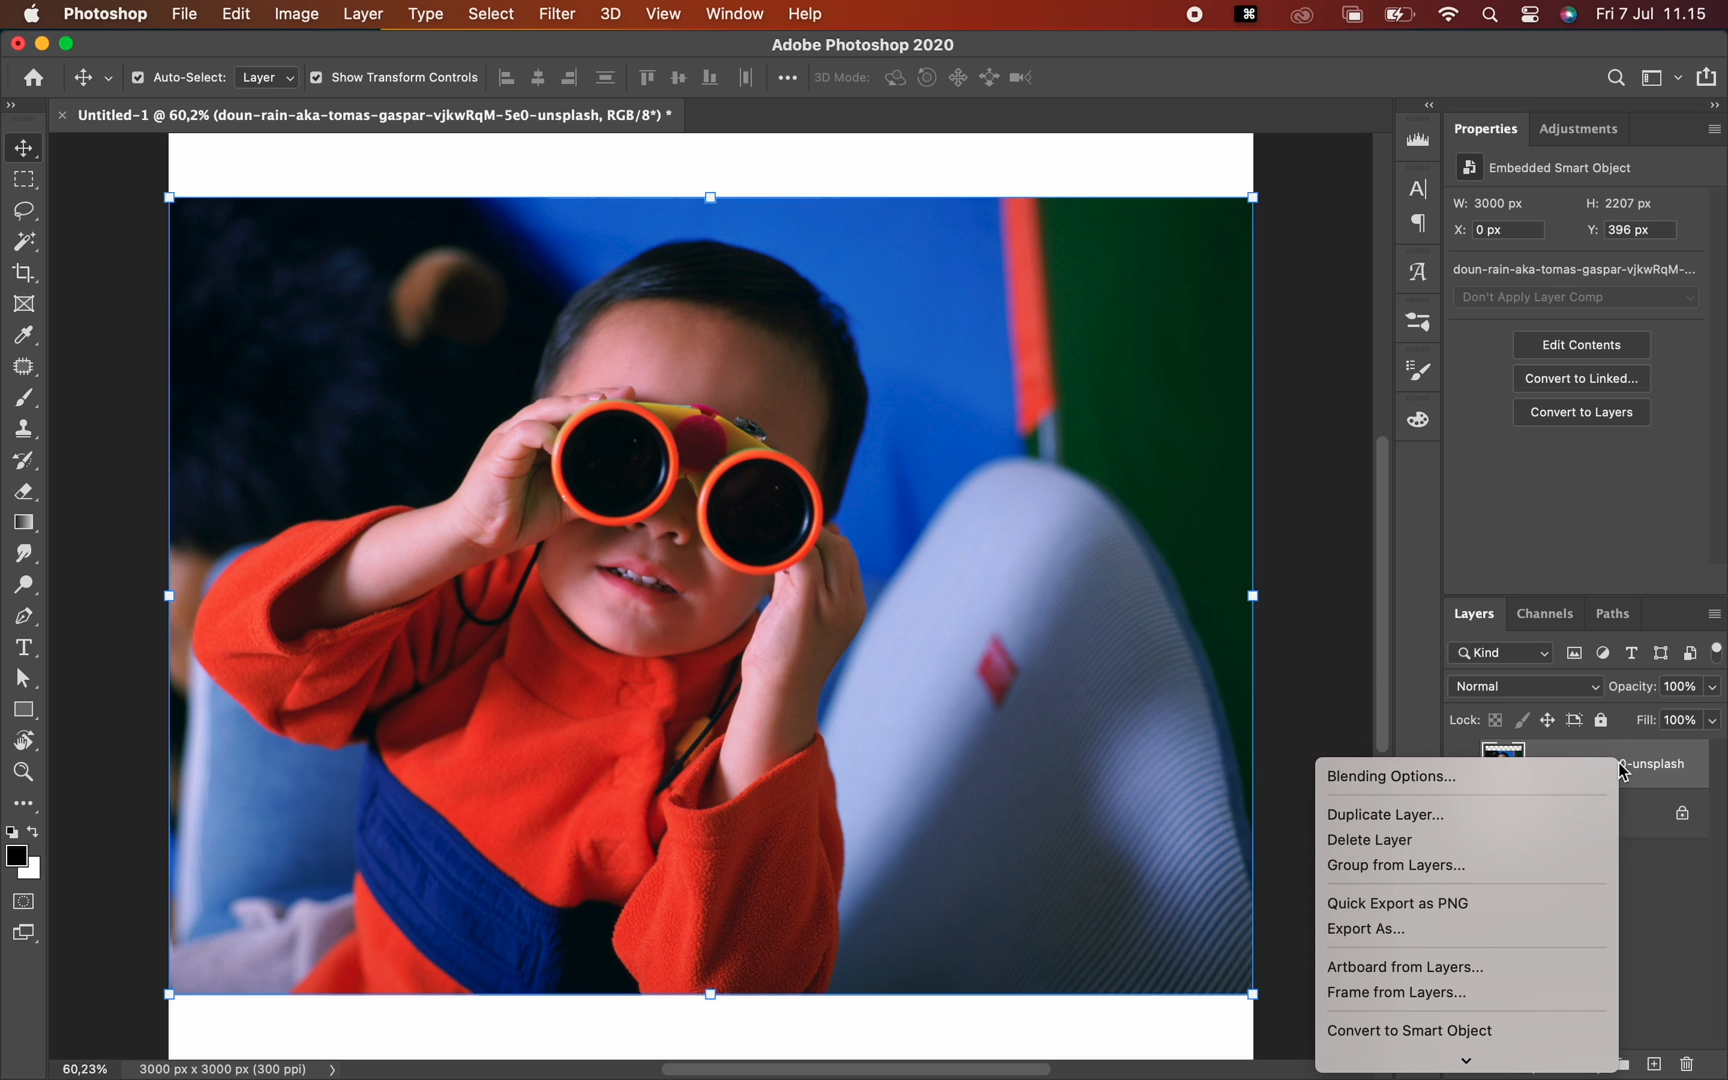 Photoshop File Edit Image Layer Type Select Filter 3D View Window Help Fri 7 Jul 11.15
Adobe Photoshop 2020
Auto-Select: Layer Show Transform Controls 3D Mode:
Untitled-1 @ 60,2% (doun-rain-aka-tomas-gaspar-vjkwRqM-5e0-unsplash, RGB/8*) *
Properties Adjustments
Embedded Smart Object
W: 3000 px H: 2207 px
X: 0 px Y: 396 px
doun-rain-aka-tomas-gaspar-vjkwRqM-...
Don't Apply Layer Comp
Edit Contents
Convert to Linked...
Convert to Layers
Layers Channels Paths
Kind
Normal Opacity: 100%
Lock: Fill: 100%
0-unsplash
Blending Options...
Duplicate Layer...
Delete Layer
Group from Layers...
Quick Export as PNG
Export As...
Artboard from Layers...
Frame from Layers...
Convert to Smart Object
60,23% 3000 px x 3000 px (300 ppi)